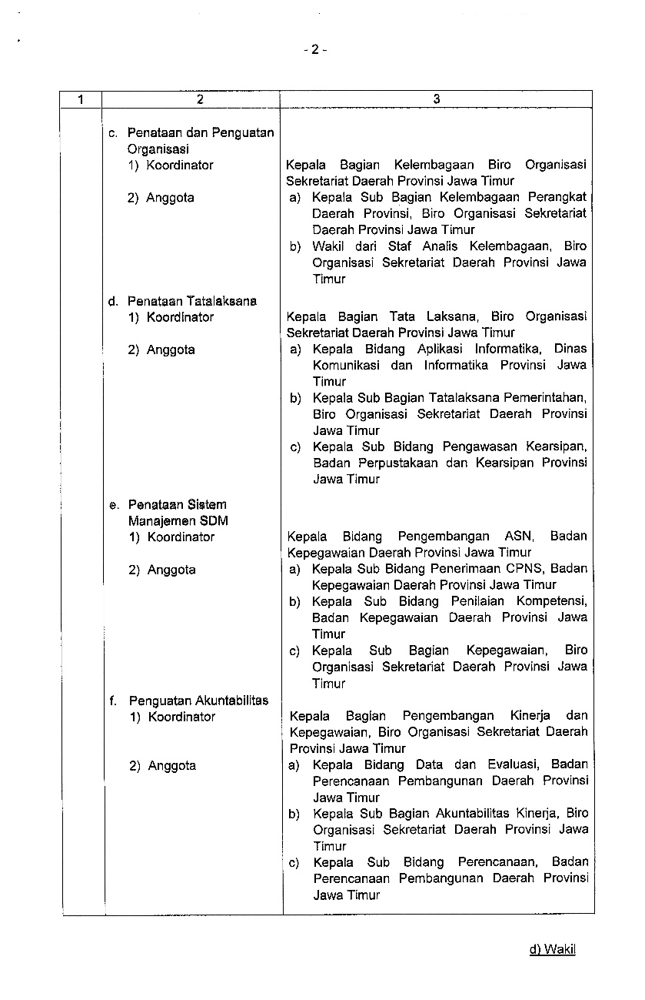 - 2 -
1 2 3
c. Penataan dan Penguatan
Organisasi
1) Koordinator Kepala Bagian Kelembagaan Biro Organisasi
Sekretariat Daerah Provinsi Jawa Timur
2) Anggota a) Kepala Sub Bagian Kelembagaan Perangkat
Daerah Provinsi, Biro Organisasi Sekretariat
Daerah Provinsi Jawa Timur
b) Wakil dari Staf Analis Kelembagaan, Biro
Organisasi Sekretariat Daerah Provinsi Jawa
Timur
d. Penataan Tatalaksana
1) Koordinator Kepala Bagian Tata Laksana, Biro Organisasi
Sekretariat Daerah Provinsi Jawa Timur
2) Anggota a) Kepala Bidang Aplikasi Informatika, Dinas
Komunikasi dan Informatika Provinsi Jawa
Timur
b) Kepala Sub Bagian Tatalaksana Pemerintahan,
Biro Organisasi Sekretariat Daerah Provinsi
Jawa Timur
c) Kepala Sub Bidang Pengawasan Kearsipan,
Badan Perpustakaan dan Kearsipan Provinsi
Jawa Timur
e. Penataan Sistem
Manajemen SDM
1) Koordinator Kepala Bidang Pengembangan ASN, Badan
Kepegawaian Daerah Provinsi Jawa Timur
2) Anggota a) Kepala Sub Bidang Penerimaan CPNS, Badan
Kepegawaian Daerah Provinsi Jawa Timur
b) Kepala Sub Bidang Penilaian Kompetensi,
Badan Kepegawaian Daerah Provinsi Jawa
Timur
c) Kepala Sub Bagian Kepegawaian, Biro
Organisasi Sekretariat Daerah Provinsi Jawa
Timur
f. Penguatan Akuntabilitas
1) Koordinator Kepala Bagian Pengembangan Kinerja dan
Kepegawaian, Biro Organisasi Sekretariat Daerah
Provinsi Jawa Timur
2) Anggota a) Kepala Bidang Data dan Evaluasi, Badan
Perencanaan Pembangunan Daerah Provinsi
Jawa Timur
b) Kepala Sub Bagian Akuntabilitas Kinerja, Biro
Organisasi Sekretariat Daerah Provinsi Jawa
Timur
c) Kepala Sub Bidang Perencanaan, Badan
Perencanaan Pembangunan Daerah Provinsi
Jawa Timur
d) Wakil